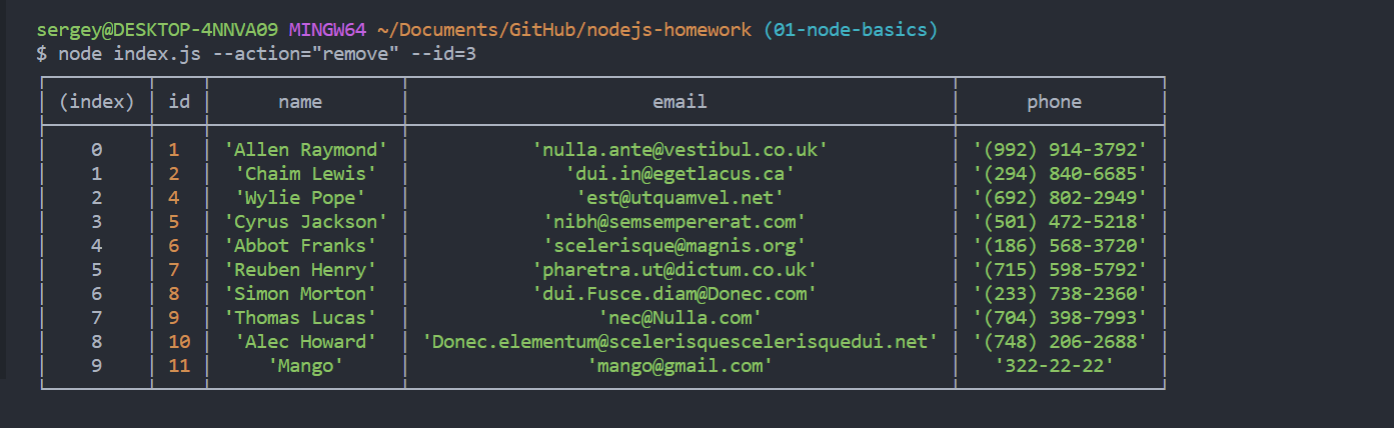 sergey@DESKTOP-4NNVA09 MINGW64 ~/Documents/GitHub/nodejs-homework (01-node-basics)
$ node index.js --action="remove" --id=3
(index) id name email phone
0 1 'Allen Raymond' 'nulla.ante@vestibul.co.uk' '(992) 914-3792'
1 2 'Chaim Lewis' 'dui.in@egetlacus.ca' '(294) 840-6685'
2 4 'Wylie Pope' 'est@utquamvel.net' '(692) 802-2949'
3 5 'Cyrus Jackson' 'nibh@semsempererat.com' '(501) 472-5218'
4 6 'Abbot Franks' 'scelerisque@magnis.org' '(186) 568-3720'
5 7 'Reuben Henry' 'pharetra.ut@dictum.co.uk' '(715) 598-5792'
6 8 'Simon Morton' 'dui.Fusce.diam@Donec.com' '(233) 738-2360'
7 9 'Thomas Lucas' 'nec@Nulla.com' '(704) 398-7993'
8 10 'Alec Howard' 'Donec.elementum@scelerisquescelerisquedui.net' '(748) 206-2688'
9 11 'Mango' 'mango@gmail.com' '322-22-22'